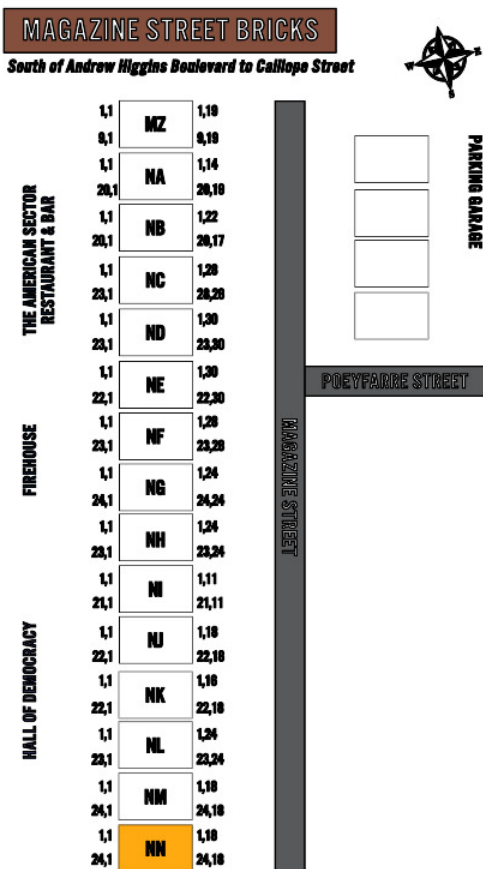 MAGAZINE STREET BRICKS
South of Andrew Higgins Boulevard to Calliope Street
N
E
S
W
1,1 1,19
MZ
9,1 9,19
1,1 1,14
NA
20,1 20,19
1,1 1,22
NB
20,1 20,17
1,1 1,28
NC
23,1 28,28
1,1 1,30
ND
23,1 23,30
1,1 1,30
NE
22,1 22,30
1,1 1,28
NF
23,1 23,28
1,1 1,24
NG
24,1 24,24
1,1 1,24
NH
23,1 23,24
1,1 1,11
NI
21,1 21,11
1,1 1,18
NJ
22,1 22,18
1,1 1,16
NK
22,1 22,18
1,1 1,24
NL
23,1 23,24
1,1 1,18
NM
24,1 24,18
1,1 1,18
NN
24,1 24,18
THE AMERICAN SECTOR
RESTAURANT & BAR
FIREHOUSE
HALL OF DEMOCRACY
MAGAZINE STREET
POEYFARRE STREET
PARKING GARAGE